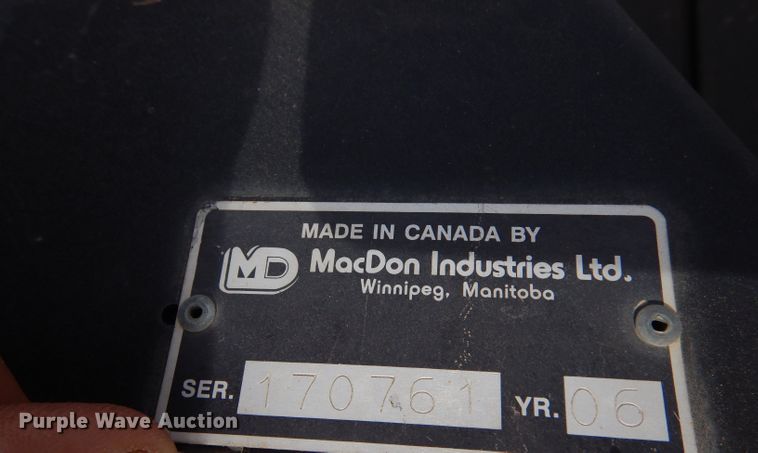 MADE IN CANADA BY
MD MacDon Industries Ltd.
Winnipeg, Manitoba
SER. 170761 YR. 06
Purple Wave Auction